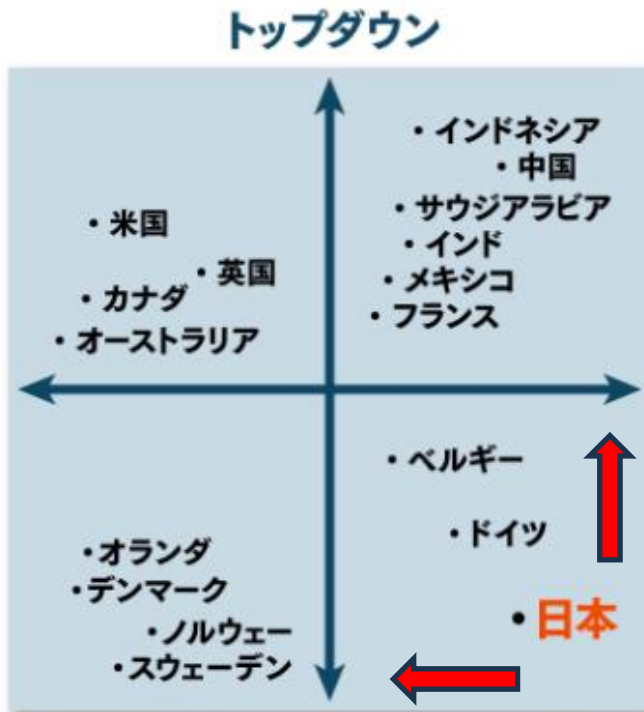 トップダウン
・インドネシア
・中国
・米国
・サウジアラビア
・英国
・インド
・カナダ
・メキシコ
・オーストラリア
・フランス
・ベルギー
・ドイツ
・オランダ
・デンマーク
・日本
・ノルウェー
・スウェーデン